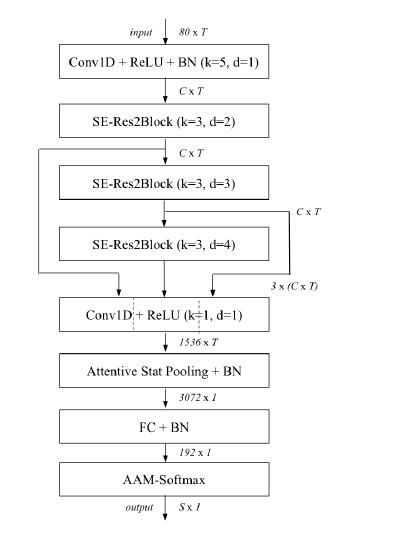 input 80 x T
Conv1D + ReLU + BN (k=5, d=1)
C x T
SE-Res2Block (k=3, d=2)
C x T
SE-Res2Block (k=3, d=3)
C x T
SE-Res2Block (k=3, d=4)
3 x (C x T)
Conv1D + ReLU (k=1, d=1)
1536 x T
Attentive Stat Pooling + BN
3072 x 1
FC + BN
192 x 1
AAM-Softmax
output S x 1